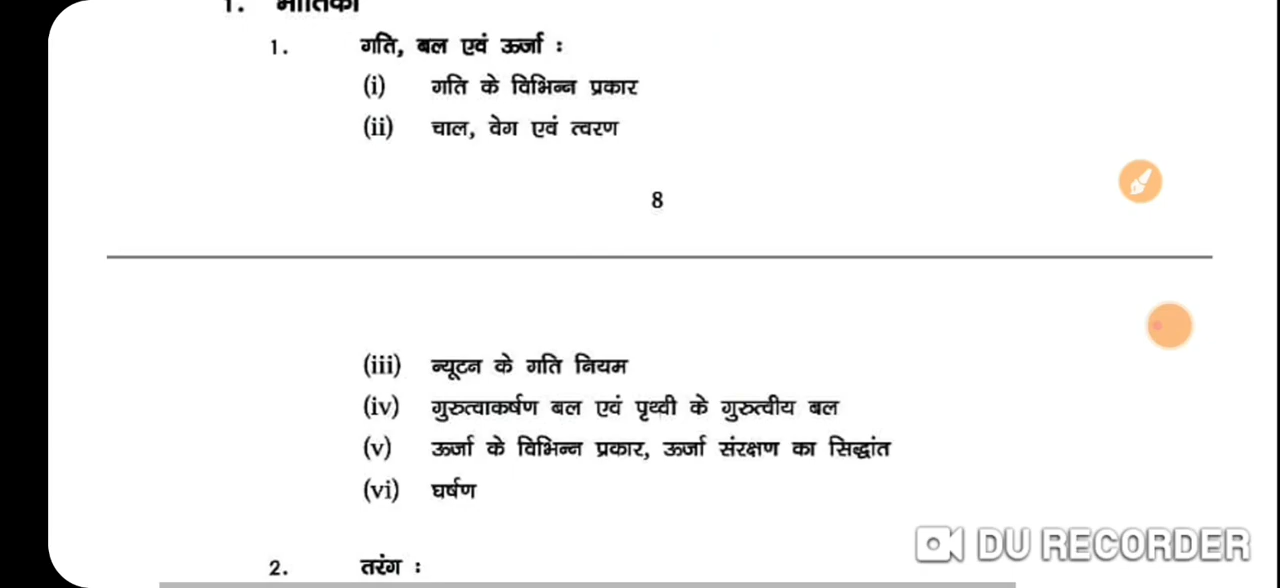 1. भौतिकी
1. गति, बल एवं ऊर्जा :
(i) गति के विभिन्न प्रकार
(ii) चाल, वेग एवं त्वरण
8
(iii) न्यूटन के गति नियम
(iv) गुरुत्वाकर्षण बल एवं पृथ्वी के गुरुत्वीय बल
(v) ऊर्जा के विभिन्न प्रकार, ऊर्जा संरक्षण का सिद्धांत
(vi) घर्षण
DU RECORDER
2. तरंग :